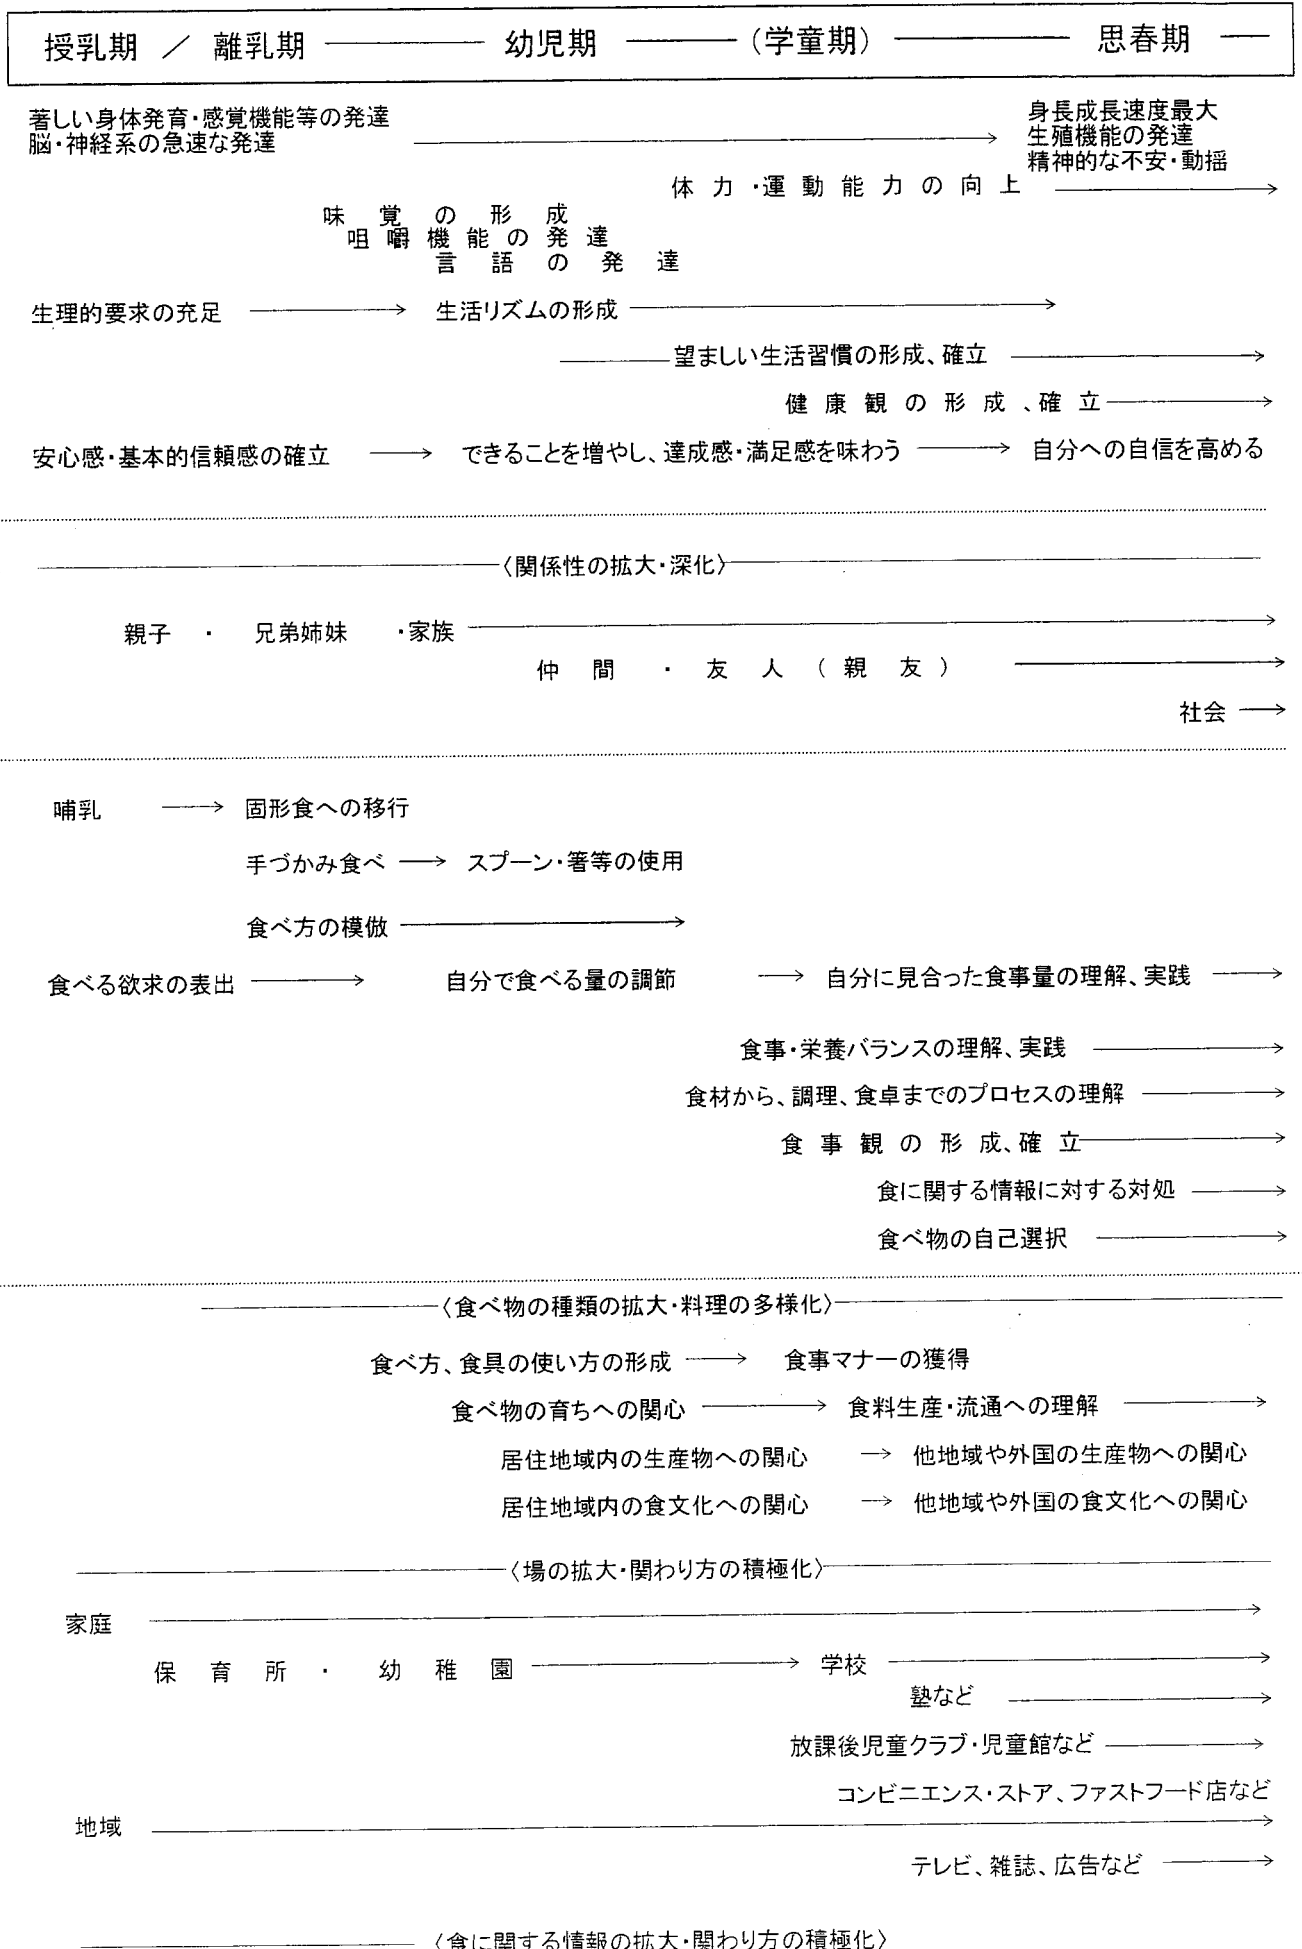 授乳期 ／ 離乳期 幼児期 （学童期） 思春期
著しい身体発育・感覚機能等の発達
脳・神経系の急速な発達
身長成長速度最大
生殖機能の発達
精神的な不安・動揺
体力・運動能力の向上
味覚の形成
咀嚼機能の発達
言語の発達
生理的要求の充足 → 生活リズムの形成 →
望ましい生活習慣の形成、確立 →
健康観の形成、確立 →
安心感・基本的信頼感の確立 → できることを増やし、達成感・満足感を味わう → 自分への自信を高める
〈関係性の拡大・深化〉
親子 ・ 兄弟姉妹 ・家族 →
仲間 ・ 友人（親友） →
社会 →
哺乳 → 固形食への移行
手づかみ食べ → スプーン・箸等の使用
食べ方の模倣 →
食べる欲求の表出 → 自分で食べる量の調節 → 自分に見合った食事量の理解、実践 →
食事・栄養バランスの理解、実践 →
食材から、調理、食卓までのプロセスの理解 →
食事観の形成、確立 →
食に関する情報に対する対処 →
食べ物の自己選択 →
〈食べ物の種類の拡大・料理の多様化〉
食べ方、食具の使い方の形成 → 食事マナーの獲得
食べ物の育ちへの関心 → 食料生産・流通への理解 →
居住地域内の生産物への関心 → 他地域や外国の生産物への関心
居住地域内の食文化への関心 → 他地域や外国の食文化への関心
〈場の拡大・関わり方の積極化〉
家庭 →
保育所 ・ 幼稚園 → 学校 →
塾など →
放課後児童クラブ・児童館など →
コンビニエンス・ストア、ファストフード店など
地域 →
テレビ、雑誌、広告など →
〈食に関する情報の拡大・関わり方の積極化〉